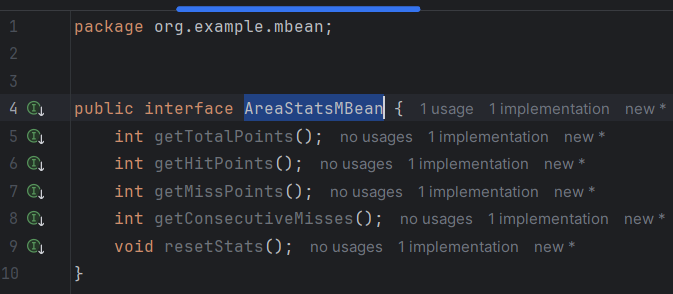 1 package org.example.mbean;
2
3
4 public interface AreaStatsMBean { 1 usage 1 implementation new *
5 int getTotalPoints(); no usages 1 implementation new *
6 int getHitPoints(); no usages 1 implementation new *
7 int getMissPoints(); no usages 1 implementation new *
8 int getConsecutiveMisses(); no usages 1 implementation new *
9 void resetStats(); no usages 1 implementation new *
10 }